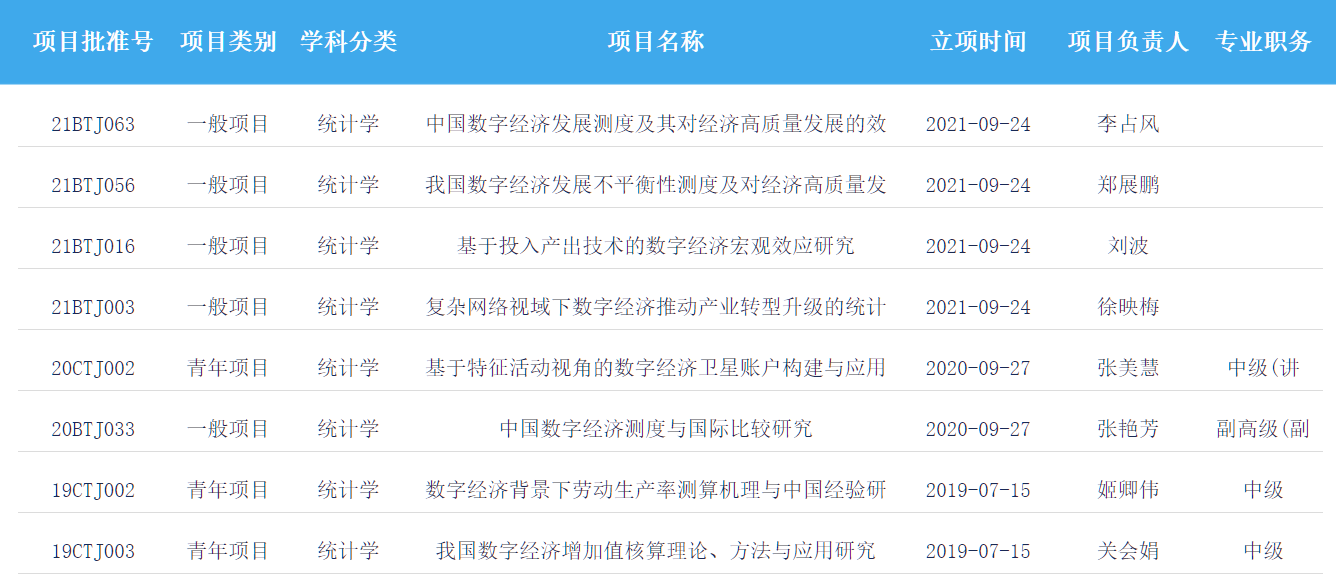 项目批准号 项目类别 学科分类 项目名称 立项时间 项目负责人 专业职务
21BTJ063 一般项目 统计学 中国数字经济发展测度及其对经济高质量发展的效 2021-09-24 李占风
21BTJ056 一般项目 统计学 我国数字经济发展不平衡性测度及对经济高质量发 2021-09-24 郑展鹏
21BTJ016 一般项目 统计学 基于投入产出技术的数字经济宏观效应研究 2021-09-24 刘波
21BTJ003 一般项目 统计学 复杂网络视域下数字经济推动产业转型升级的统计 2021-09-24 徐映梅
20CTJ002 青年项目 统计学 基于特征活动视角的数字经济卫星账户构建与应用 2020-09-27 张美慧 中级(讲
20BTJ033 一般项目 统计学 中国数字经济测度与国际比较研究 2020-09-27 张艳芳 副高级(副
19CTJ002 青年项目 统计学 数字经济背景下劳动生产率测算机理与中国经验研 2019-07-15 姬卿伟 中级
19CTJ003 青年项目 统计学 我国数字经济增加值核算理论、方法与应用研究 2019-07-15 关会娟 中级